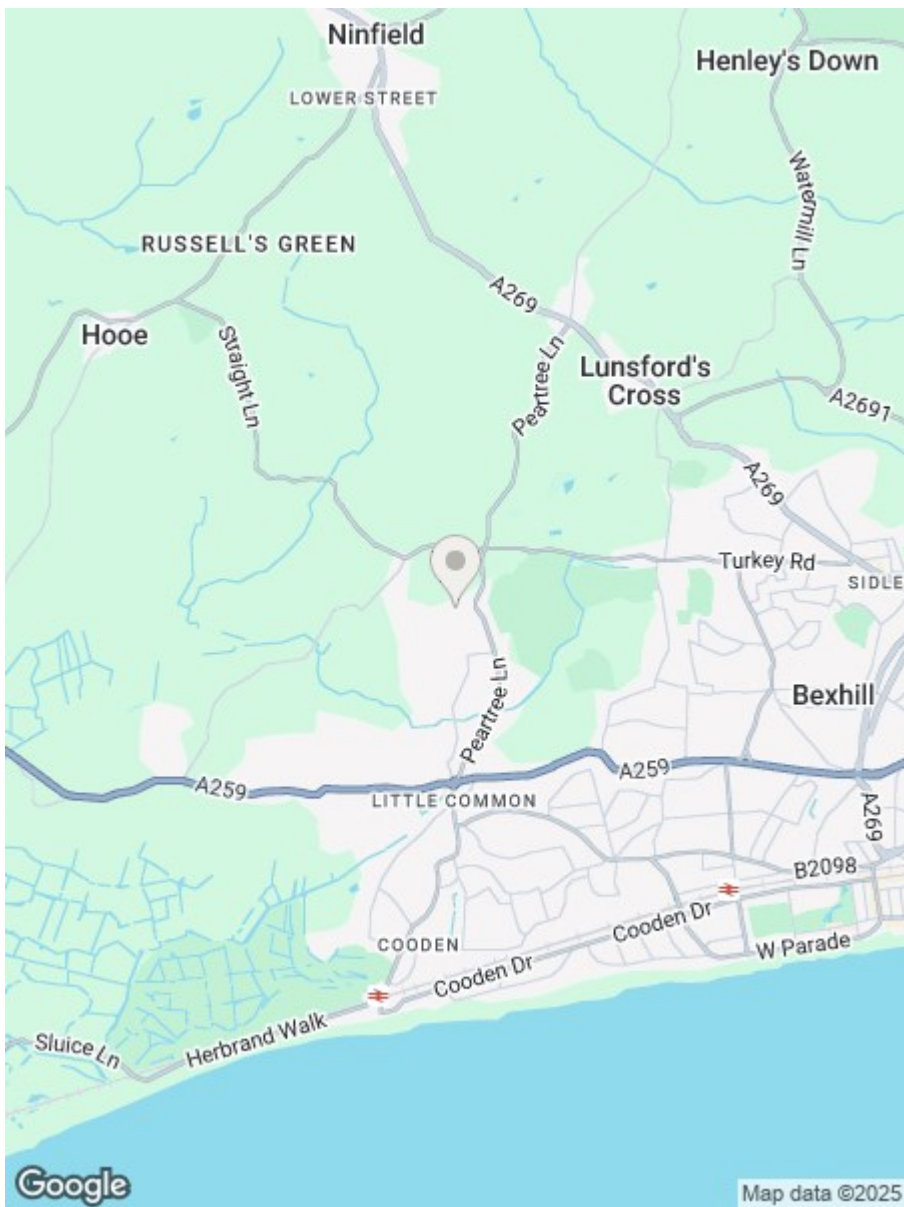 Ninfield
Henley's Down
LOWER STREET
Watermill Ln
RUSSELL'S GREEN
A269
Hooe
Straight Ln
Peartree Ln
Lunsford's
Cross
A2691
A269
Turkey Rd
SIDLE
Peartree Ln
Bexhill
A259
A259
LITTLE COMMON
A269
B2098
Cooden Dr
COODEN
W Parade
Cooden Dr
Herbrand Walk
Sluice Ln
Google
Map data ©2025